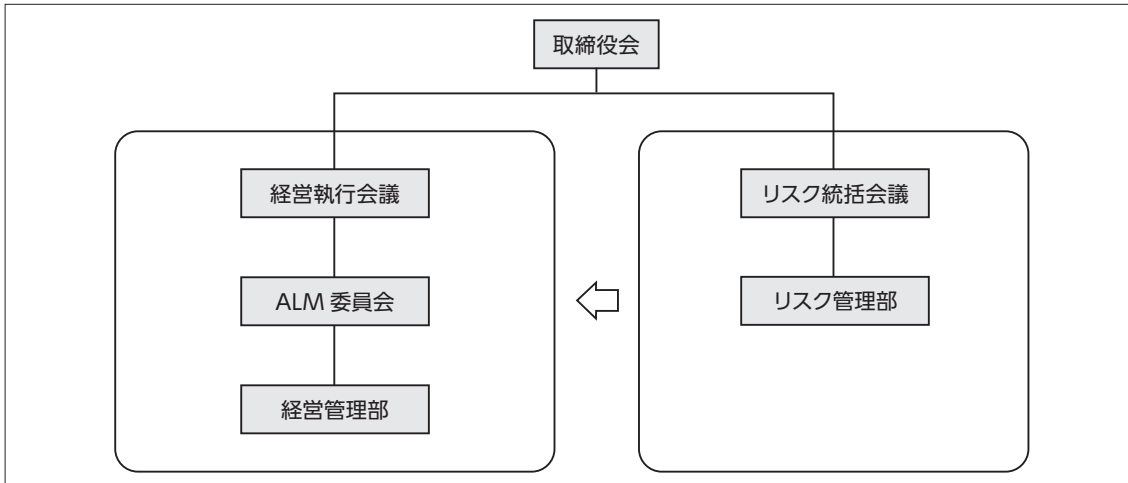 取締役会
経営執行会議
リスク統括会議
ALM 委員会
リスク管理部
経営管理部